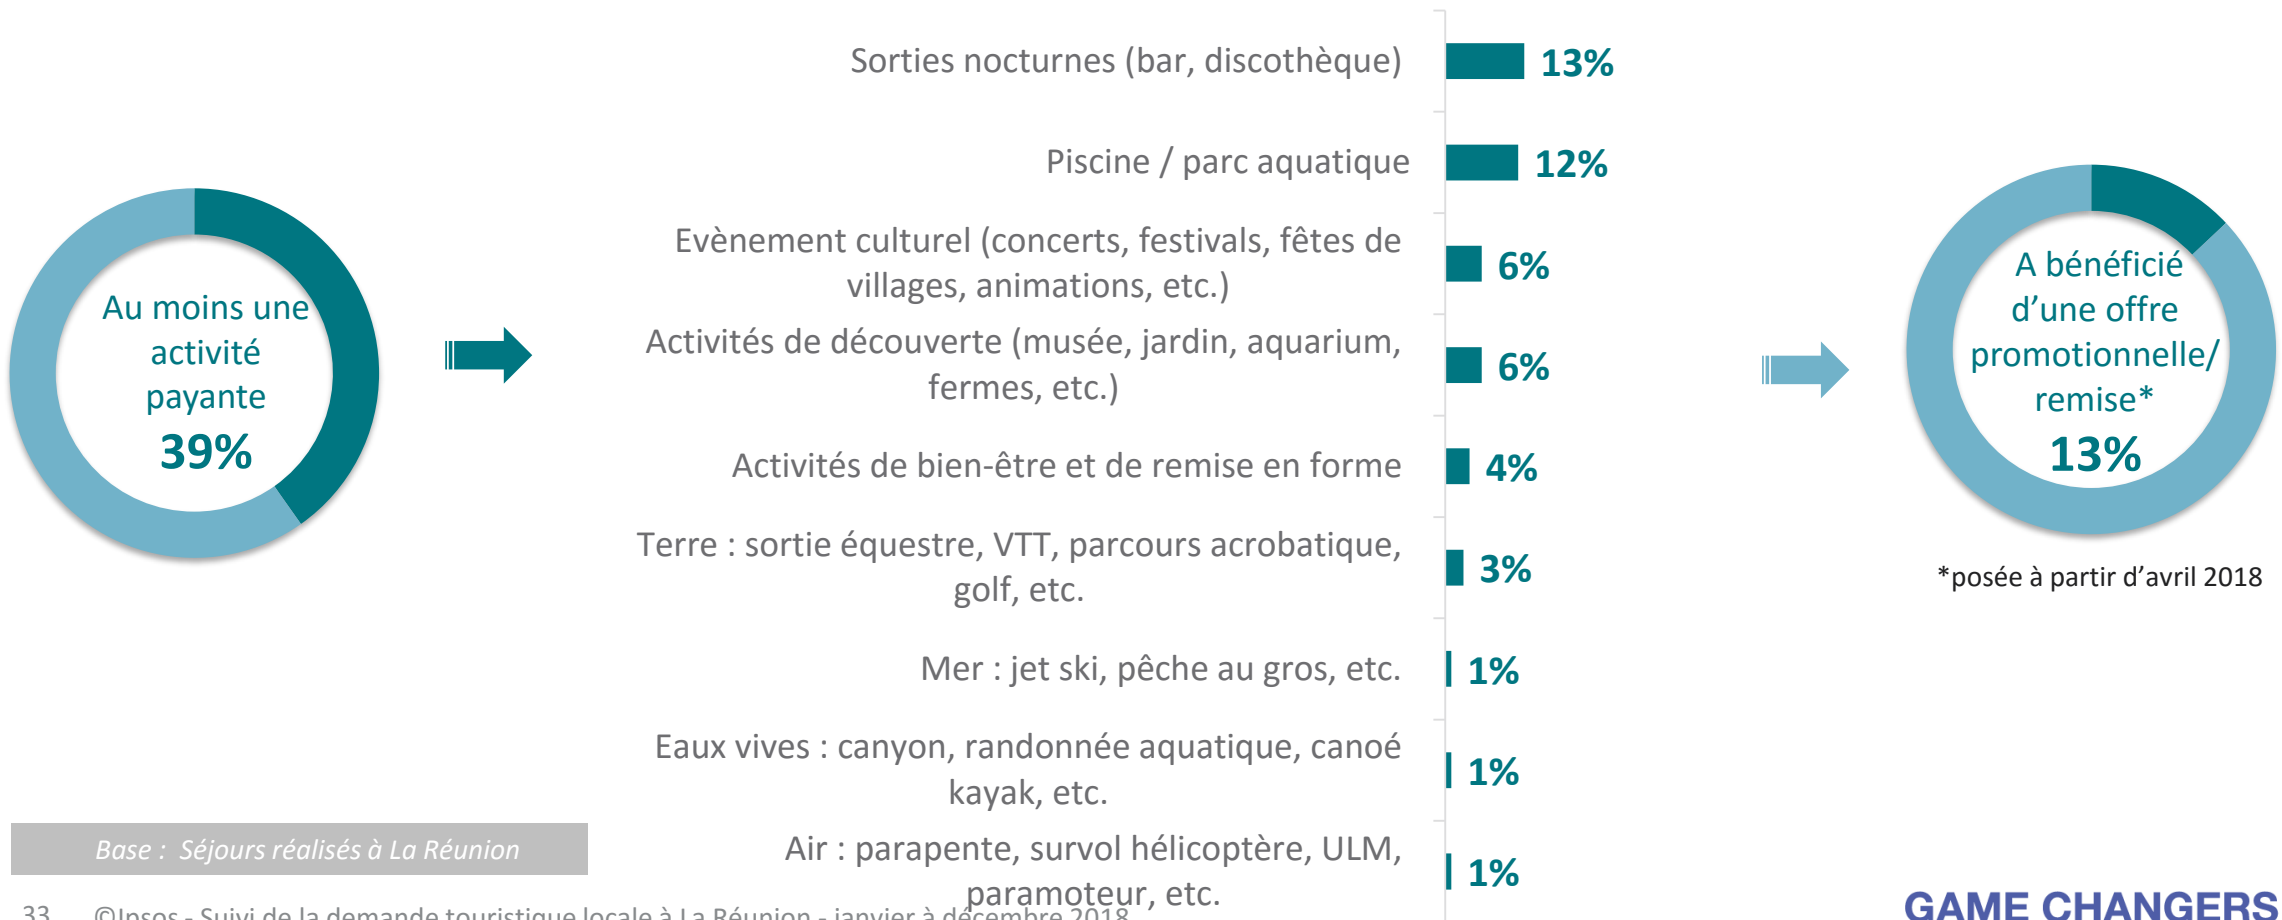 Au moins une
activité
payante
39%
Sorties nocturnes (bar, discothèque)
13%
Piscine / parc aquatique
12%
Evènement culturel (concerts, festivals, fêtes de
villages, animations, etc.)
6%
Activités de découverte (musée, jardin, aquarium,
fermes, etc.)
6%
Activités de bien-être et de remise en forme
4%
Terre : sortie équestre, VTT, parcours acrobatique,
golf, etc.
3%
Mer : jet ski, pêche au gros, etc.
1%
Eaux vives : canyon, randonnée aquatique, canoé
kayak, etc.
1%
Air : parapente, survol hélicoptère, ULM,
paramoteur, etc.
1%
A bénéficié
d’une offre
promotionnelle/
remise*
13%
*posée à partir d’avril 2018
Base : Séjours réalisés à La Réunion
33 ©Ipsos - Suivi de la demande touristique locale à La Réunion - janvier à décembre 2018
GAME CHANGERS